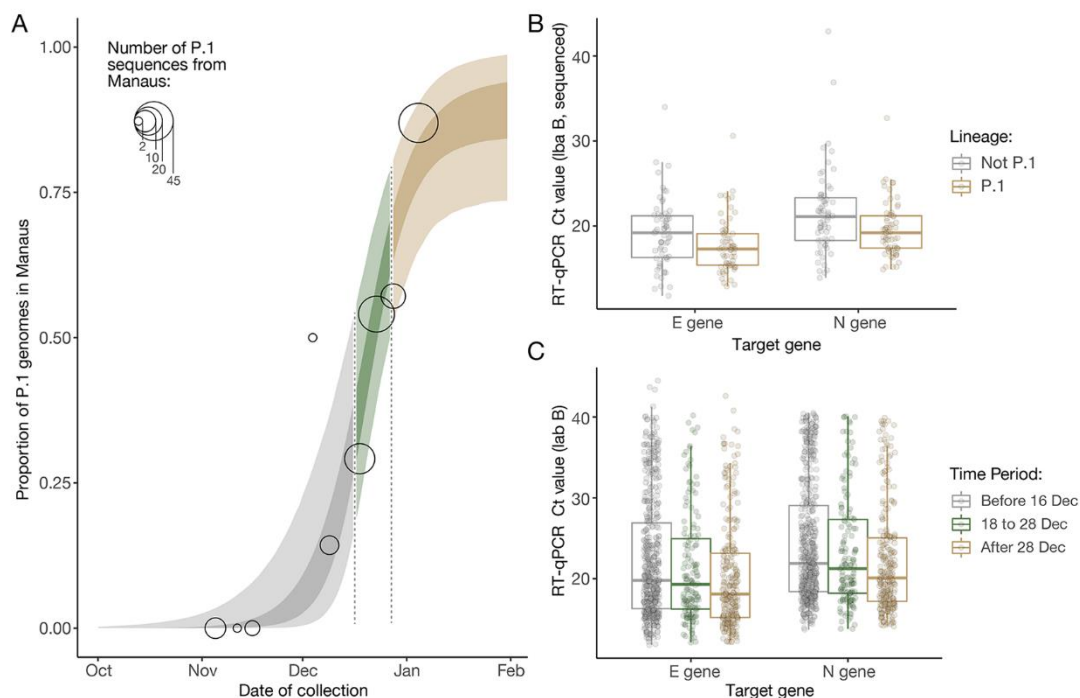 A
Number of P.1
sequences from
Manaus:
2
10
20
45
1.00
0.75
0.50
0.25
0.00
Proportion of P.1 genomes in Manaus
Oct
Nov
Dec
Jan
Feb
Date of collection
B
40
30
20
RT-qPCR Ct value (lba B, sequenced)
E gene
N gene
Target gene
Lineage:
Not P.1
P.1
C
40
30
20
RT-qPCR Ct value (lab B)
E gene
N gene
Target gene
Time Period:
Before 16 Dec
18 to 28 Dec
After 28 Dec